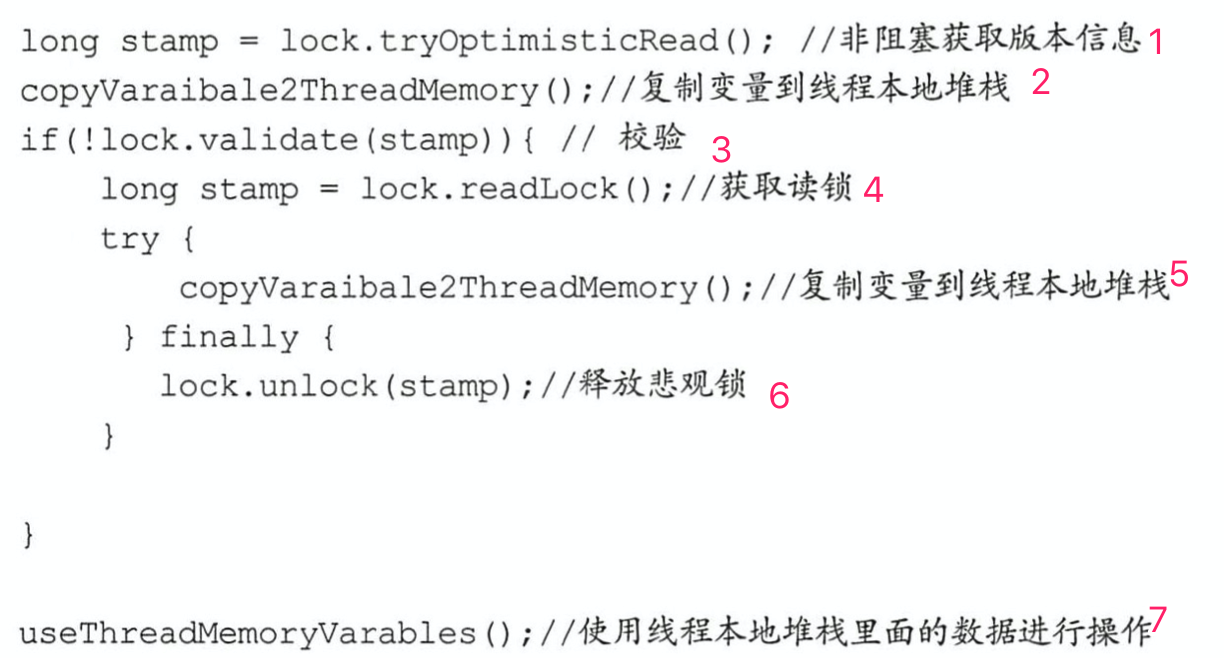 long stamp = lock.tryOptimisticRead(); //非阻塞获取版本信息 1
copyVaraibale2ThreadMemory();//复制变量到线程本地堆栈 2
if(!lock.validate(stamp)){ // 校验 3
long stamp = lock.readLock();//获取读锁 4
try {
copyVaraibale2ThreadMemory();//复制变量到线程本地堆栈 5
} finally {
lock.unlock(stamp);//释放悲观锁 6
}
}
useThreadMemoryVarables();//使用线程本地堆栈里面的数据进行操作 7